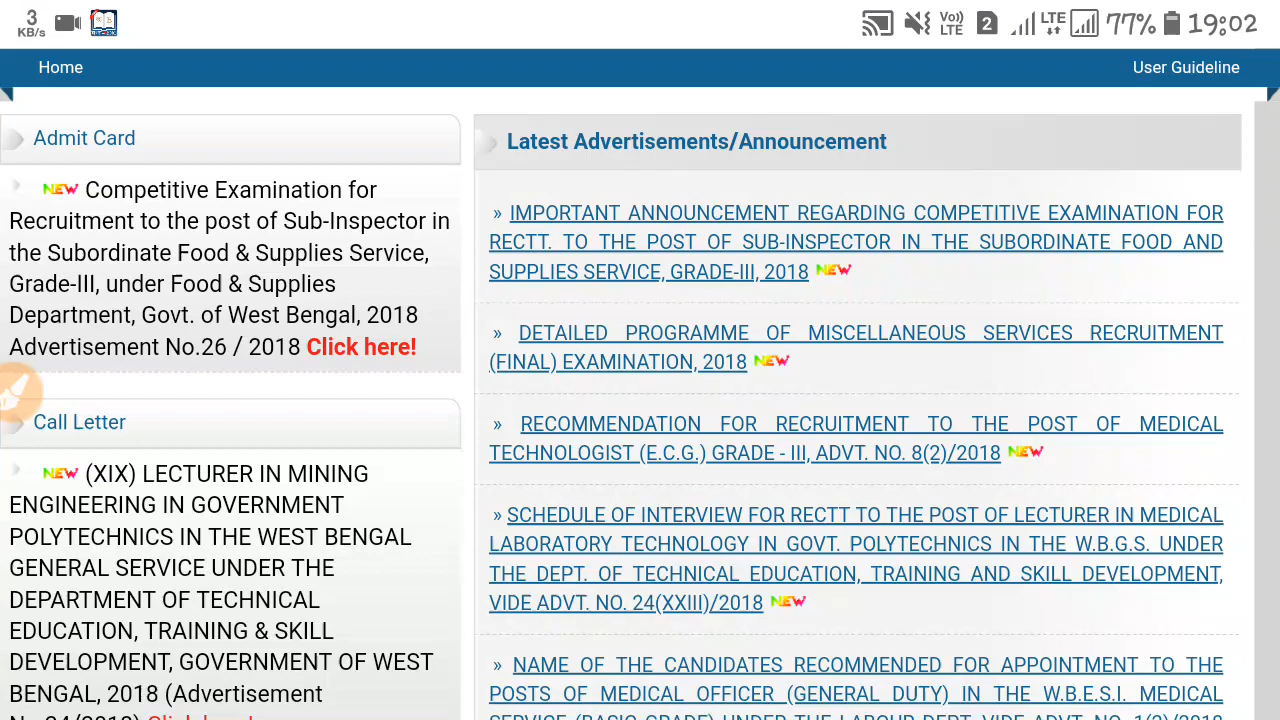 3
KB/s
Vo))
LTE
2
LTE
77%
19:02
Home
User Guideline
Admit Card
NEW Competitive Examination for
Recruitment to the post of Sub-Inspector in
the Subordinate Food & Supplies Service,
Grade-III, under Food & Supplies
Department, Govt. of West Bengal, 2018
Advertisement No.26 / 2018 Click here!
Call Letter
NEW (XIX) LECTURER IN MINING
ENGINEERING IN GOVERNMENT
POLYTECHNICS IN THE WEST BENGAL
GENERAL SERVICE UNDER THE
DEPARTMENT OF TECHNICAL
EDUCATION, TRAINING & SKILL
DEVELOPMENT, GOVERNMENT OF WEST
BENGAL, 2018 (Advertisement
Latest Advertisements/Announcement
» IMPORTANT ANNOUNCEMENT REGARDING COMPETITIVE EXAMINATION FOR
RECTT. TO THE POST OF SUB-INSPECTOR IN THE SUBORDINATE FOOD AND
SUPPLIES SERVICE, GRADE-III, 2018 NEW
» DETAILED PROGRAMME OF MISCELLANEOUS SERVICES RECRUITMENT
(FINAL) EXAMINATION, 2018 NEW
» RECOMMENDATION FOR RECRUITMENT TO THE POST OF MEDICAL
TECHNOLOGIST (E.C.G.) GRADE - III, ADVT. NO. 8(2)/2018 NEW
» SCHEDULE OF INTERVIEW FOR RECTT TO THE POST OF LECTURER IN MEDICAL
LABORATORY TECHNOLOGY IN GOVT. POLYTECHNICS IN THE W.B.G.S. UNDER
THE DEPT. OF TECHNICAL EDUCATION, TRAINING AND SKILL DEVELOPMENT,
VIDE ADVT. NO. 24(XXIII)/2018 NEW
» NAME OF THE CANDIDATES RECOMMENDED FOR APPOINTMENT TO THE
POSTS OF MEDICAL OFFICER (GENERAL DUTY) IN THE W.B.E.S.I. MEDICAL